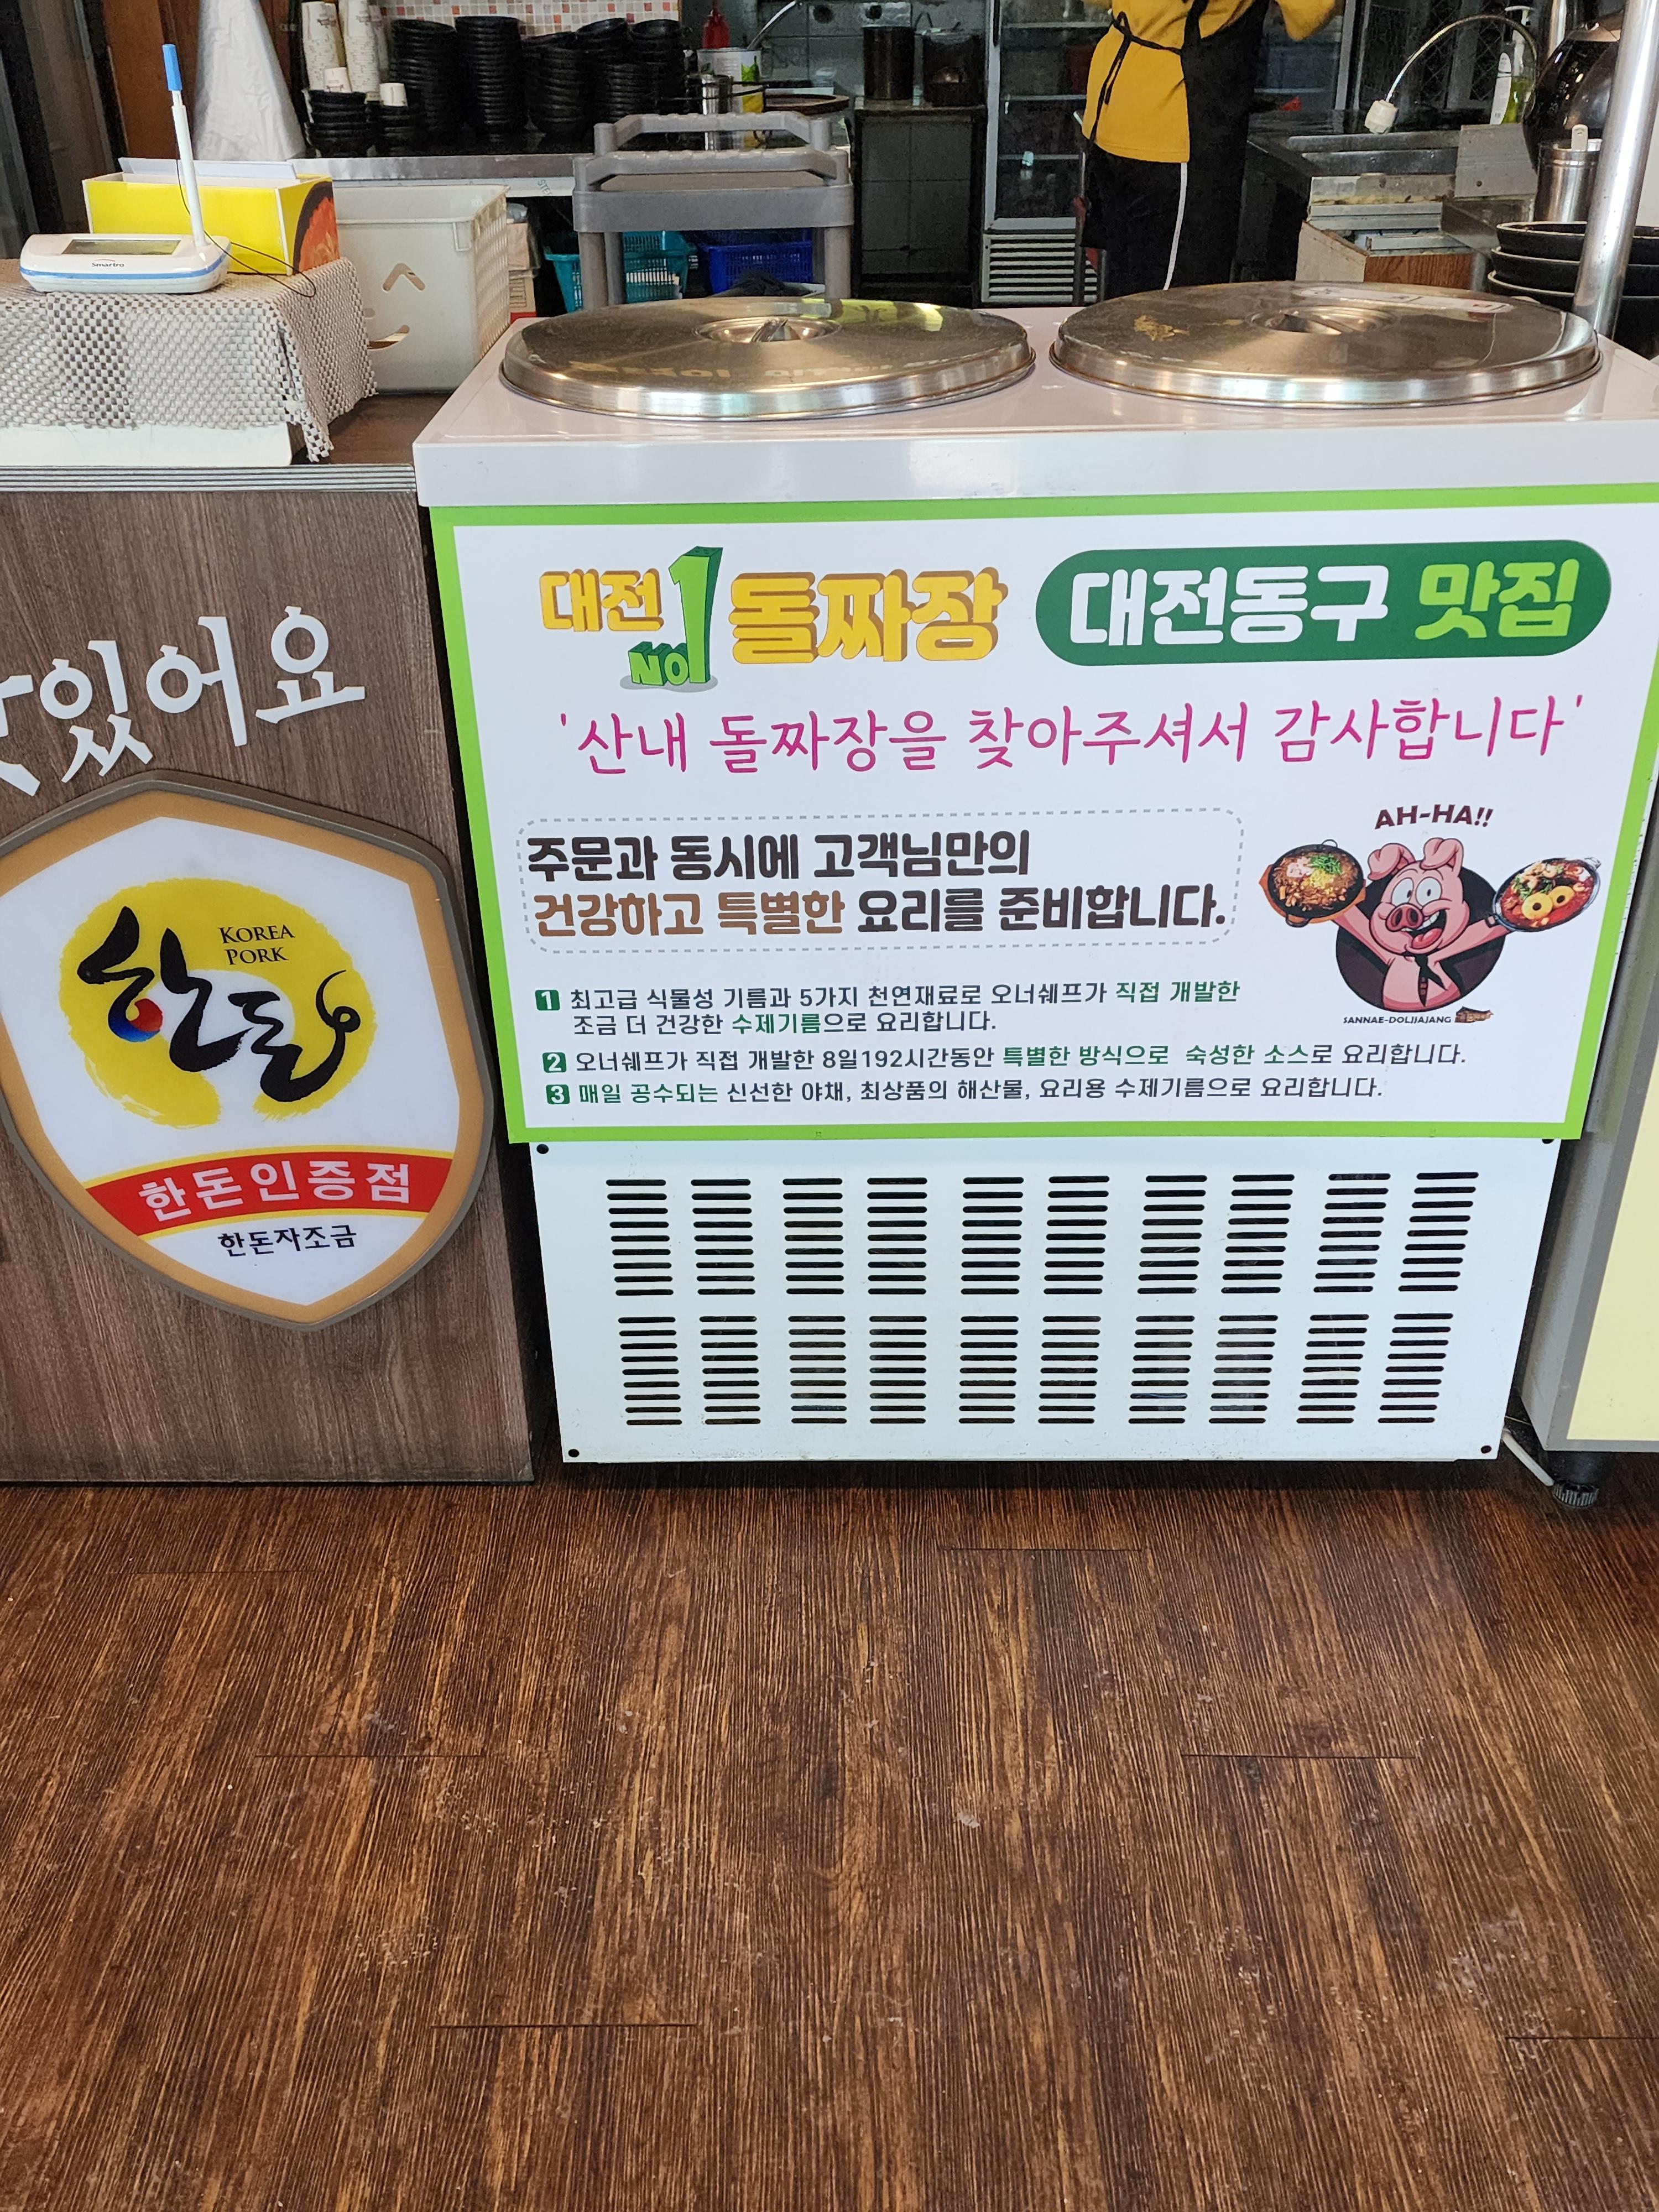 Smartro
있어요
KOREA
PORK
한돈
한돈인증점
한돈자조금
대전 NO1 돌짜장 대전동구 맛집
'산내 돌짜장을 찾아주셔서 감사합니다'
주문과 동시에 고객님만의
건강하고 특별한 요리를 준비합니다.
AH-HA!!
SANNAE-DOLJJAJANG
1 최고급 식물성 기름과 5가지 천연재료로 오너쉐프가 직접 개발한
조금 더 건강한 수제기름으로 요리합니다.
2 오너쉐프가 직접 개발한 8일192시간동안 특별한 방식으로 숙성한 소스로 요리합니다.
3 매일 공수되는 신선한 야채, 최상품의 해산물, 요리용 수제기름으로 요리합니다.